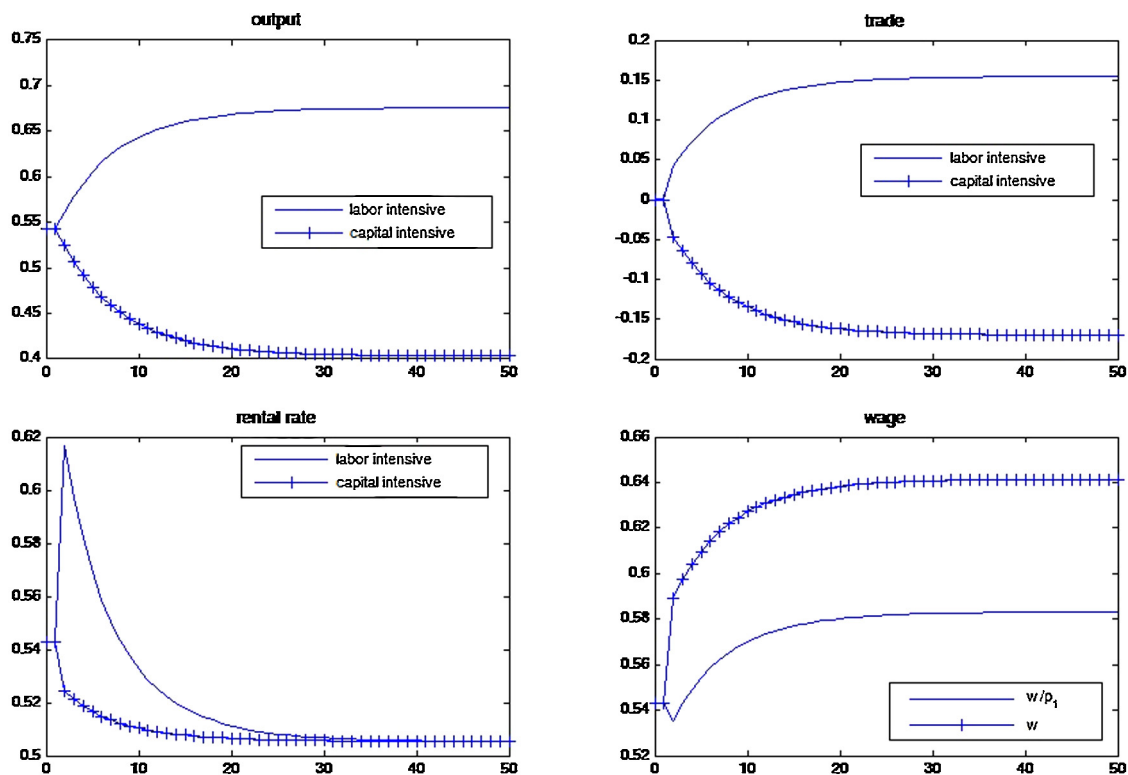 output
0.75
0.7
0.65
0.6
0.55
0.5
0.45
0.4
0 10 20 30 40 50
labor intensive
capital intensive
trade
0.2
0.15
0.1
0.05
0
-0.05
-0.1
-0.15
-0.2
0 10 20 30 40 50
labor intensive
capital intensive
rental rate
0.62
0.6
0.58
0.56
0.54
0.52
0.5
0 10 20 30 40 50
labor intensive
capital intensive
wage
0.66
0.64
0.62
0.6
0.58
0.56
0.54
0.52
0 10 20 30 40 50
w/p1
w